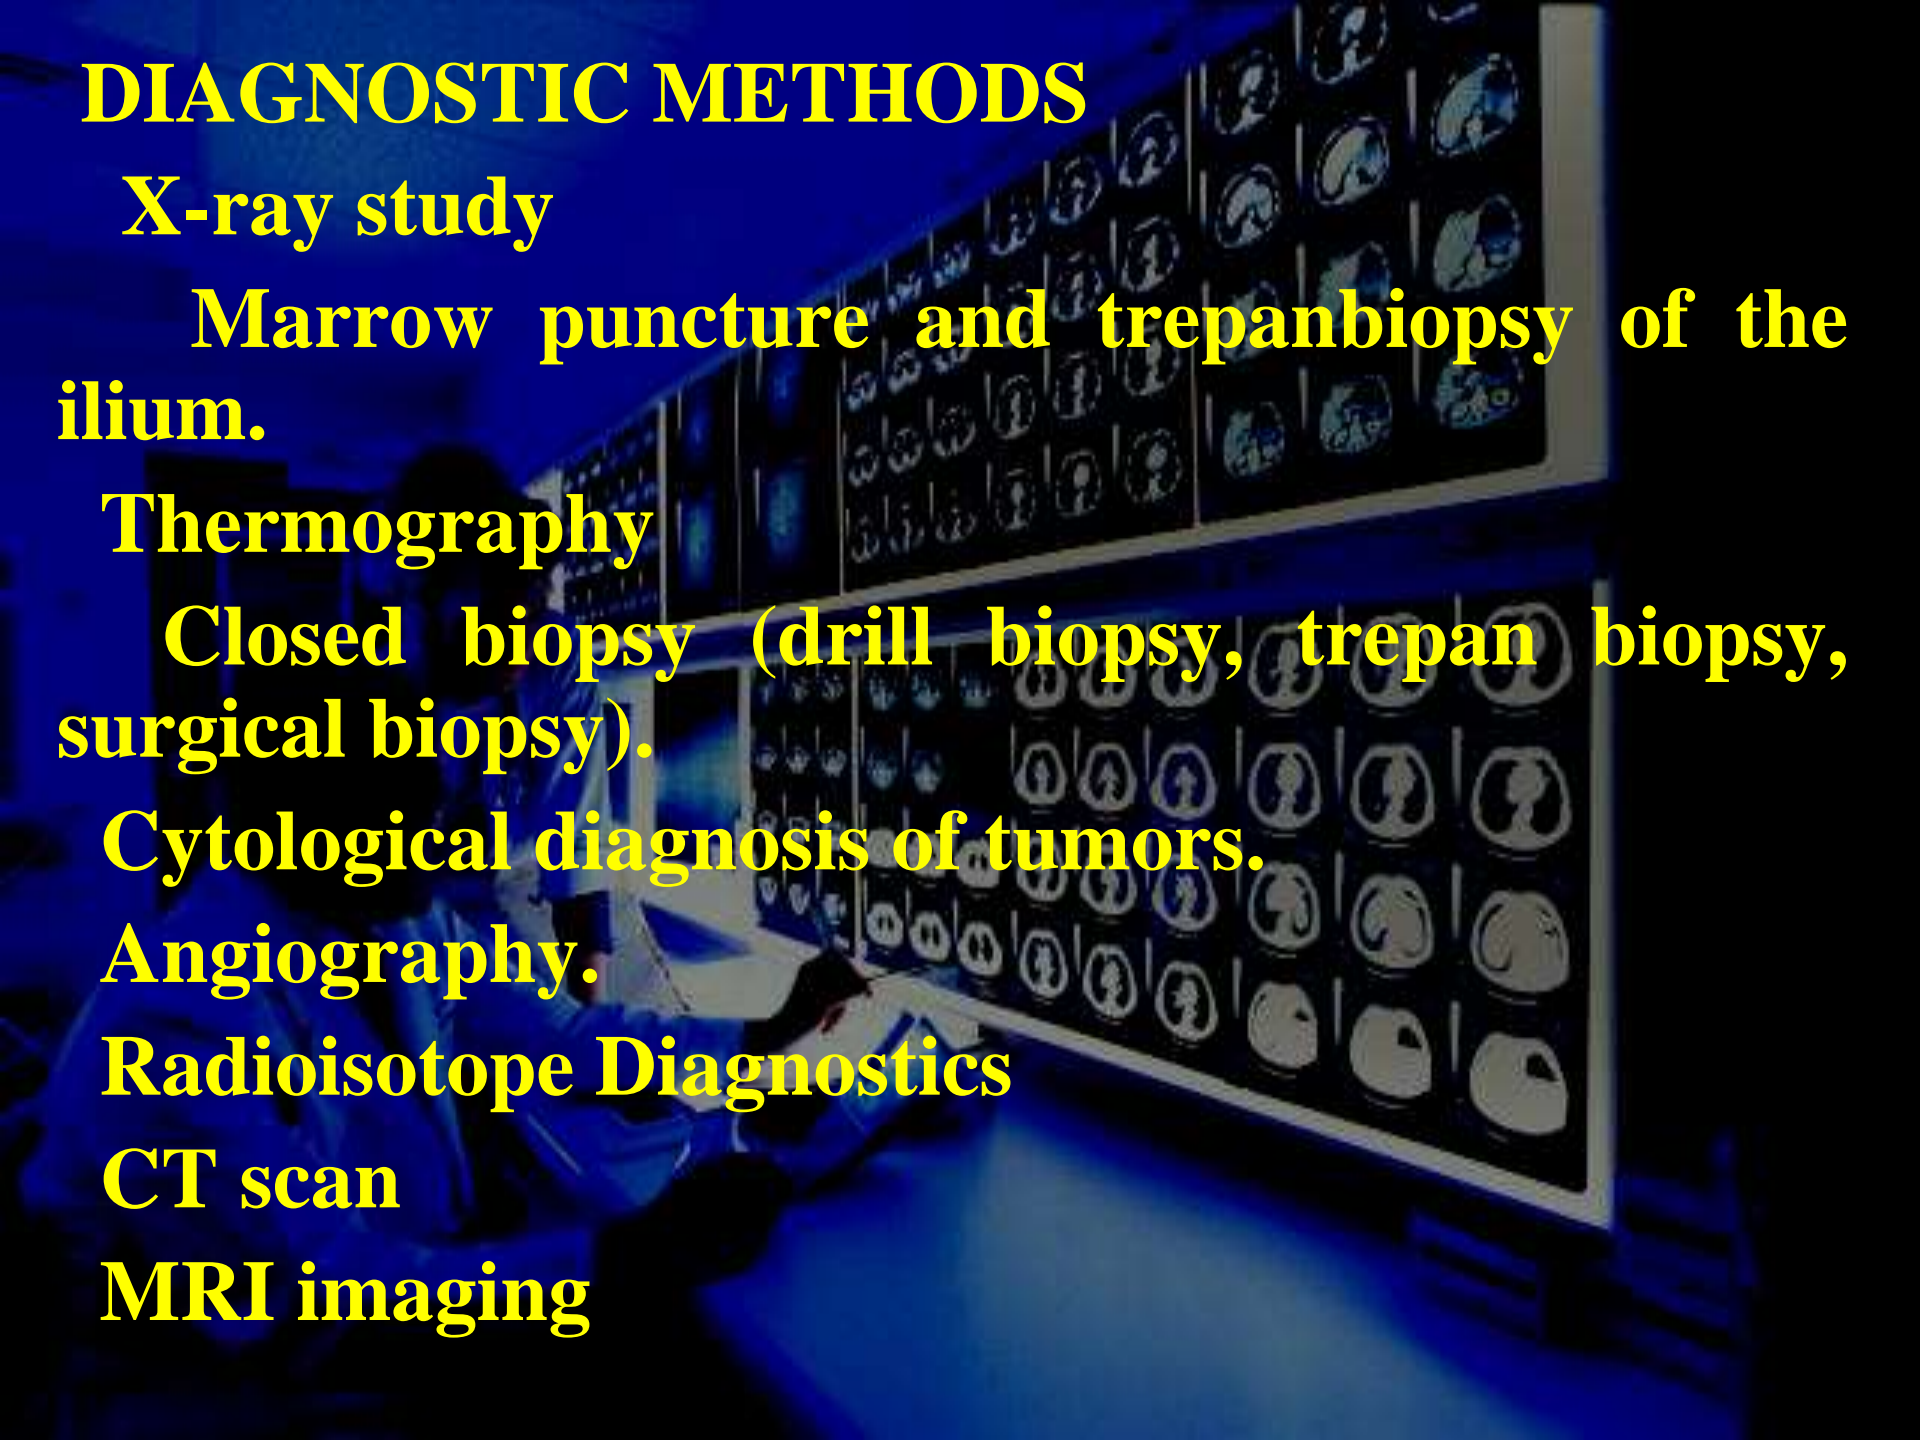 DIAGNOSTIC METHODS
X-ray study
Marrow puncture and trepanbiopsy of the
ilium.
Thermography
Closed biopsy (drill biopsy, trepan biopsy,
surgical biopsy).
Cytological diagnosis of tumors.
Angiography.
Radioisotope Diagnostics
CT scan
MRI imaging